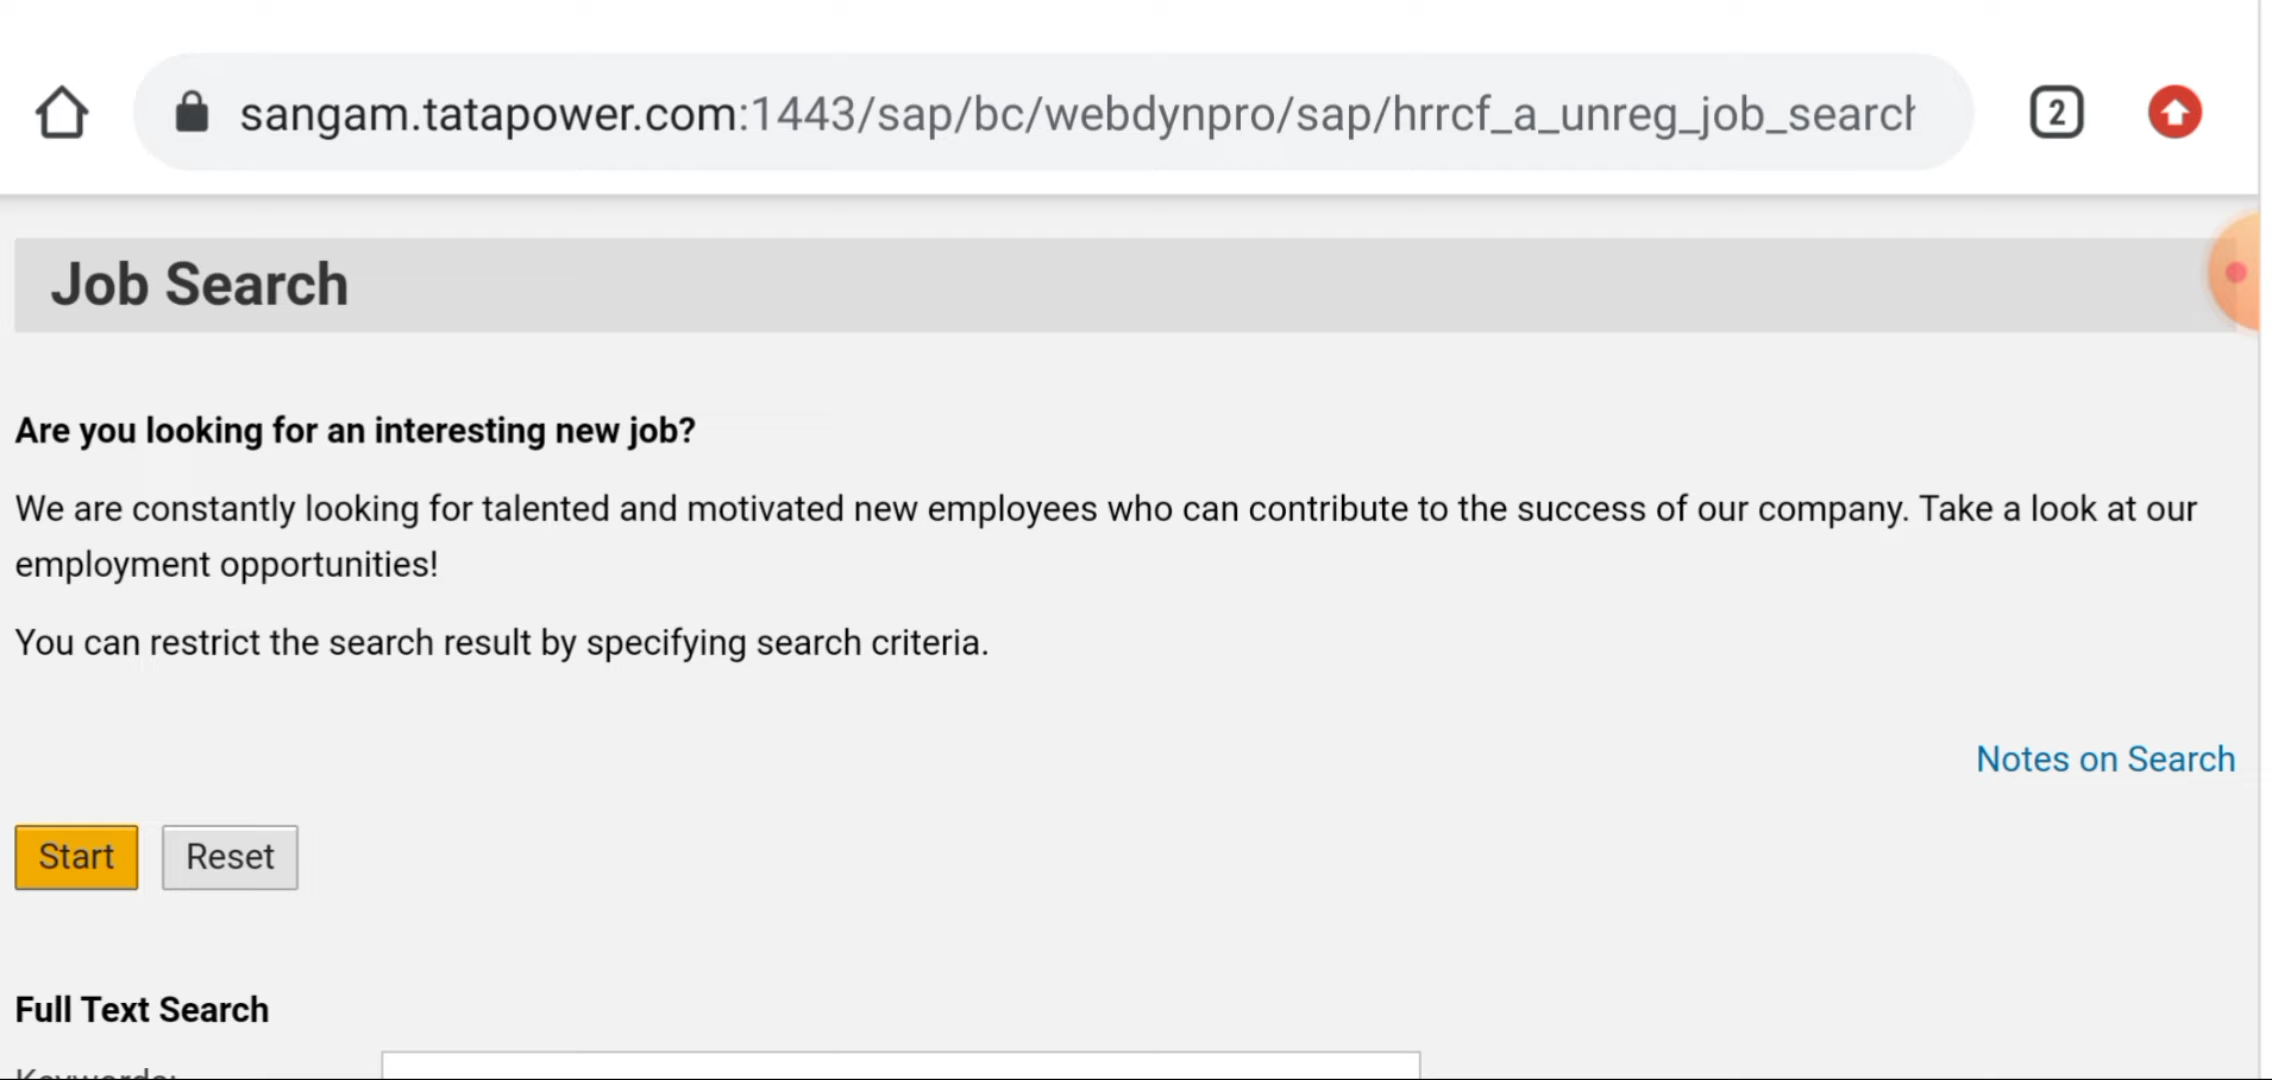 sangam.tatapower.com:1443/sap/bc/webdynpro/sap/hrrcf_a_unreg_job_search
2
Job Search
Are you looking for an interesting new job?
We are constantly looking for talented and motivated new employees who can contribute to the success of our company. Take a look at our
employment opportunities!
You can restrict the search result by specifying search criteria.
Notes on Search
Start Reset
Full Text Search
Keywords: